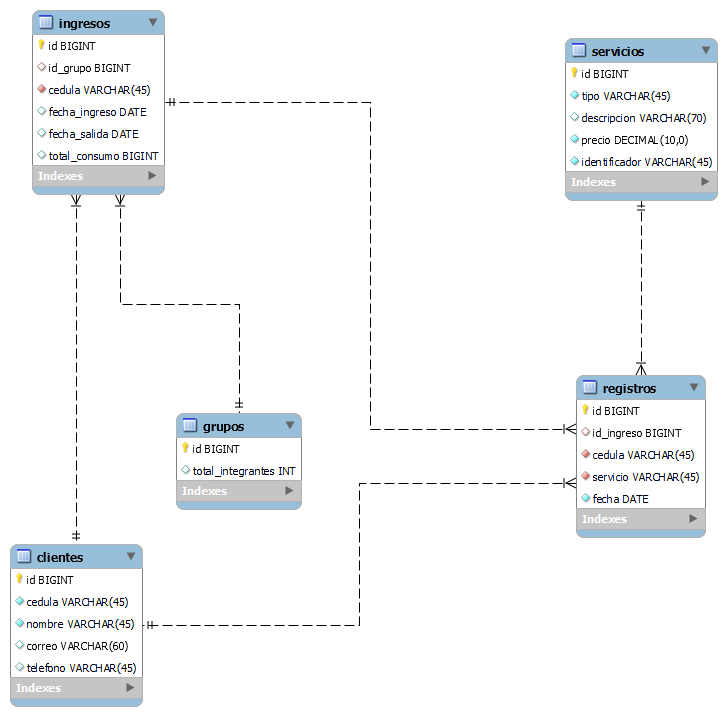 ingresos
id BIGINT
id_grupo BIGINT
cedula VARCHAR(45)
fecha_ingreso DATE
fecha_salida DATE
total_consumo BIGINT
Indexes
servicios
id BIGINT
tipo VARCHAR(45)
descripcion VARCHAR(70)
precio DECIMAL(10,0)
identificador VARCHAR(45)
Indexes
grupos
id BIGINT
total_integrantes INT
Indexes
registros
id BIGINT
id_ingreso BIGINT
cedula VARCHAR(45)
servicio VARCHAR(45)
fecha DATE
Indexes
clientes
id BIGINT
cedula VARCHAR(45)
nombre VARCHAR(45)
correo VARCHAR(60)
telefono VARCHAR(45)
Indexes